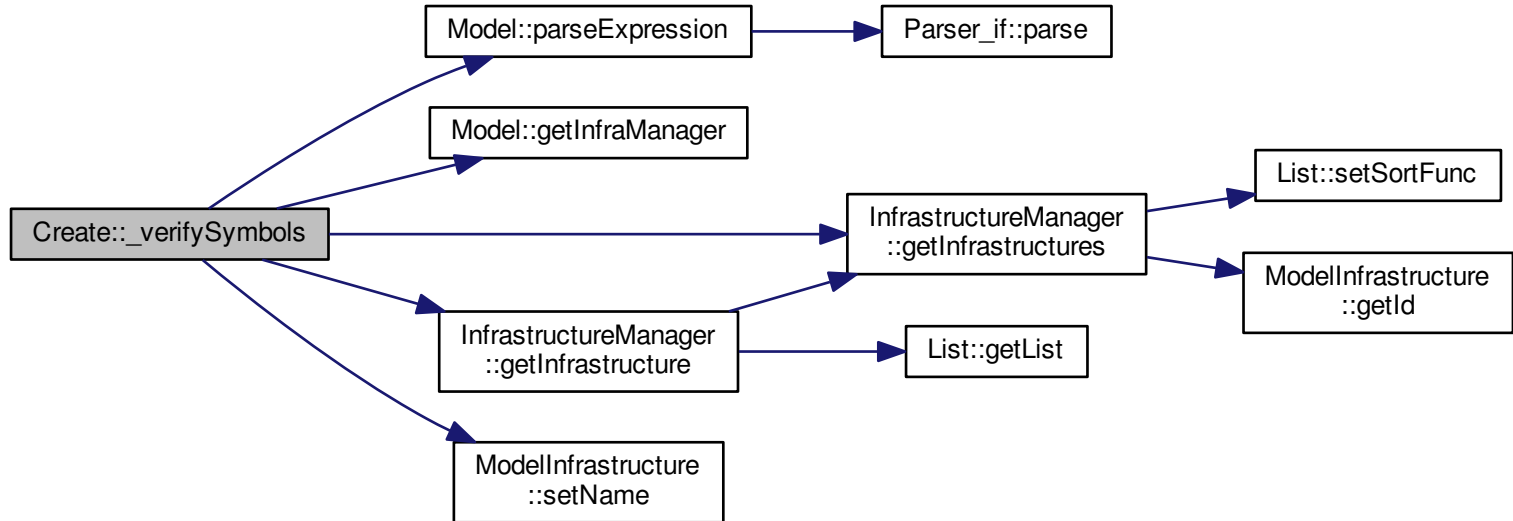 Model::parseExpression
Parser_if::parse
Model::getInfraManager
List::setSortFunc
Create::_verifySymbols
InfrastructureManager
::getInfrastructures
ModelInfrastructure
::getId
InfrastructureManager
::getInfrastructure
List::getList
ModelInfrastructure
::setName